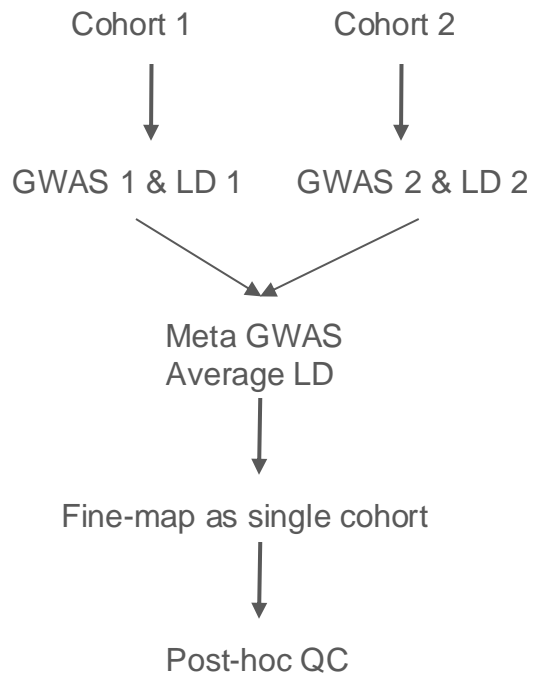 Cohort 1
Cohort 2
GWAS 1 & LD 1
GWAS 2 & LD 2
Meta GWAS
Average LD
Fine-map as single cohort
Post-hoc QC